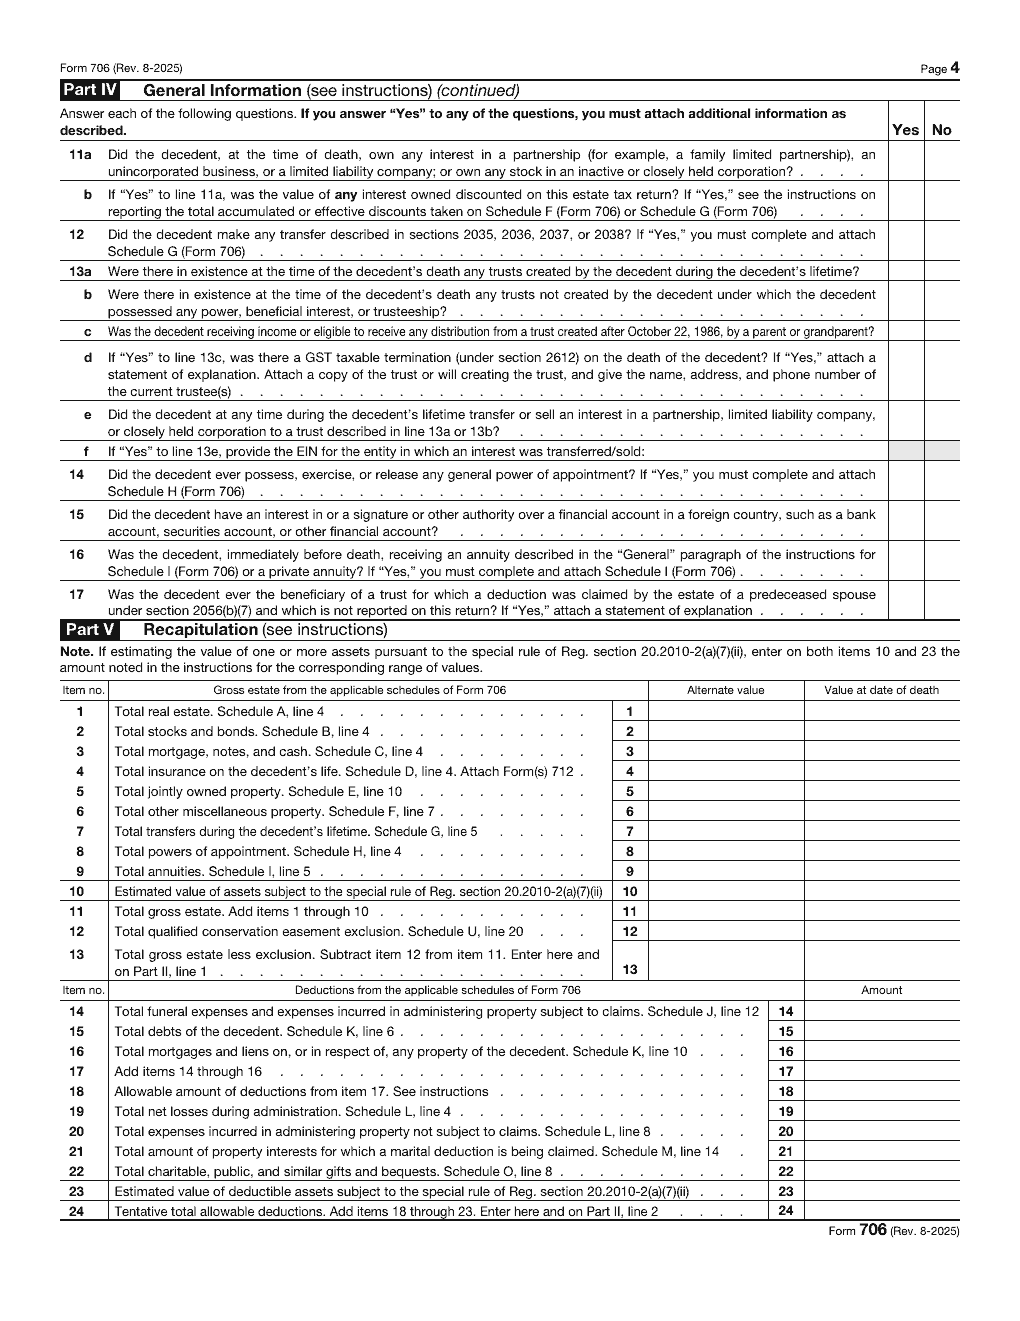 Form 706 (Rev. 8-2025) Page 4
Part IV General Information (see instructions) (continued)
Answer each of the following questions. If you answer “Yes” to any of the questions, you must attach additional information as
described. Yes No
11a Did the decedent, at the time of death, own any interest in a partnership (for example, a family limited partnership), an
unincorporated business, or a limited liability company; or own any stock in an inactive or closely held corporation? . . . .
b If “Yes” to line 11a, was the value of any interest owned discounted on this estate tax return? If “Yes,” see the instructions on
reporting the total accumulated or effective discounts taken on Schedule F (Form 706) or Schedule G (Form 706) . . . .
12 Did the decedent make any transfer described in sections 2035, 2036, 2037, or 2038? If “Yes,” you must complete and attach
Schedule G (Form 706) . . . . . . . . . . . . . . . . . . . . . . . . . . . . . . .
13a Were there in existence at the time of the decedent’s death any trusts created by the decedent during the decedent’s lifetime?
b Were there in existence at the time of the decedent’s death any trusts not created by the decedent under which the decedent
possessed any power, beneficial interest, or trusteeship? . . . . . . . . . . . . . . . . . . . . .
c Was the decedent receiving income or eligible to receive any distribution from a trust created after October 22, 1986, by a parent or grandparent?
d If “Yes” to line 13c, was there a GST taxable termination (under section 2612) on the death of the decedent? If “Yes,” attach a
statement of explanation. Attach a copy of the trust or will creating the trust, and give the name, address, and phone number of
the current trustee(s) . . . . . . . . . . . . . . . . . . . . . . . . . . . . . . . .
e Did the decedent at any time during the decedent’s lifetime transfer or sell an interest in a partnership, limited liability company,
or closely held corporation to a trust described in line 13a or 13b? . . . . . . . . . . . . . . . . . .
f If “Yes” to line 13e, provide the EIN for the entity in which an interest was transferred/sold:
14 Did the decedent ever possess, exercise, or release any general power of appointment? If “Yes,” you must complete and attach
Schedule H (Form 706) . . . . . . . . . . . . . . . . . . . . . . . . . . . . . . .
15 Did the decedent have an interest in or a signature or other authority over a financial account in a foreign country, such as a bank
account, securities account, or other financial account? . . . . . . . . . . . . . . . . . . . . .
16 Was the decedent, immediately before death, receiving an annuity described in the “General” paragraph of the instructions for
Schedule I (Form 706) or a private annuity? If “Yes,” you must complete and attach Schedule I (Form 706) . . . . . . .
17 Was the decedent ever the beneficiary of a trust for which a deduction was claimed by the estate of a predeceased spouse
under section 2056(b)(7) and which is not reported on this return? If “Yes,” attach a statement of explanation . . . . . .
Part V Recapitulation (see instructions)
Note. If estimating the value of one or more assets pursuant to the special rule of Reg. section 20.2010-2(a)(7)(ii), enter on both items 10 and 23 the
amount noted in the instructions for the corresponding range of values.
Item no. Gross estate from the applicable schedules of Form 706 Alternate value Value at date of death
1 Total real estate. Schedule A, line 4 . . . . . . . . . . . . . 1
2 Total stocks and bonds. Schedule B, line 4 . . . . . . . . . . . 2
3 Total mortgage, notes, and cash. Schedule C, line 4 . . . . . . . . 3
4 Total insurance on the decedent’s life. Schedule D, line 4. Attach Form(s) 712 . 4
5 Total jointly owned property. Schedule E, line 10 . . . . . . . . . 5
6 Total other miscellaneous property. Schedule F, line 7 . . . . . . . . 6
7 Total transfers during the decedent’s lifetime. Schedule G, line 5 . . . . . 7
8 Total powers of appointment. Schedule H, line 4 . . . . . . . . . 8
9 Total annuities. Schedule I, line 5 . . . . . . . . . . . . . . 9
10 Estimated value of assets subject to the special rule of Reg. section 20.2010-2(a)(7)(ii) 10
11 Total gross estate. Add items 1 through 10 . . . . . . . . . . . 11
12 Total qualified conservation easement exclusion. Schedule U, line 20 . . . 12
13 Total gross estate less exclusion. Subtract item 12 from item 11. Enter here and
on Part II, line 1 . . . . . . . . . . . . . . . . . . . 13
Item no. Deductions from the applicable schedules of Form 706 Amount
14 Total funeral expenses and expenses incurred in administering property subject to claims. Schedule J, line 12 14
15 Total debts of the decedent. Schedule K, line 6 . . . . . . . . . . . . . . . . . . 15
16 Total mortgages and liens on, or in respect of, any property of the decedent. Schedule K, line 10 . . . 16
17 Add items 14 through 16 . . . . . . . . . . . . . . . . . . . . . . . . 17
18 Allowable amount of deductions from item 17. See instructions . . . . . . . . . . . . . 18
19 Total net losses during administration. Schedule L, line 4 . . . . . . . . . . . . . . . 19
20 Total expenses incurred in administering property not subject to claims. Schedule L, line 8 . . . . . 20
21 Total amount of property interests for which a marital deduction is being claimed. Schedule M, line 14 . 21
22 Total charitable, public, and similar gifts and bequests. Schedule O, line 8 . . . . . . . . . . 22
23 Estimated value of deductible assets subject to the special rule of Reg. section 20.2010-2(a)(7)(ii) . . . 23
24 Tentative total allowable deductions. Add items 18 through 23. Enter here and on Part II, line 2 . . . . 24
Form 706 (Rev. 8-2025)